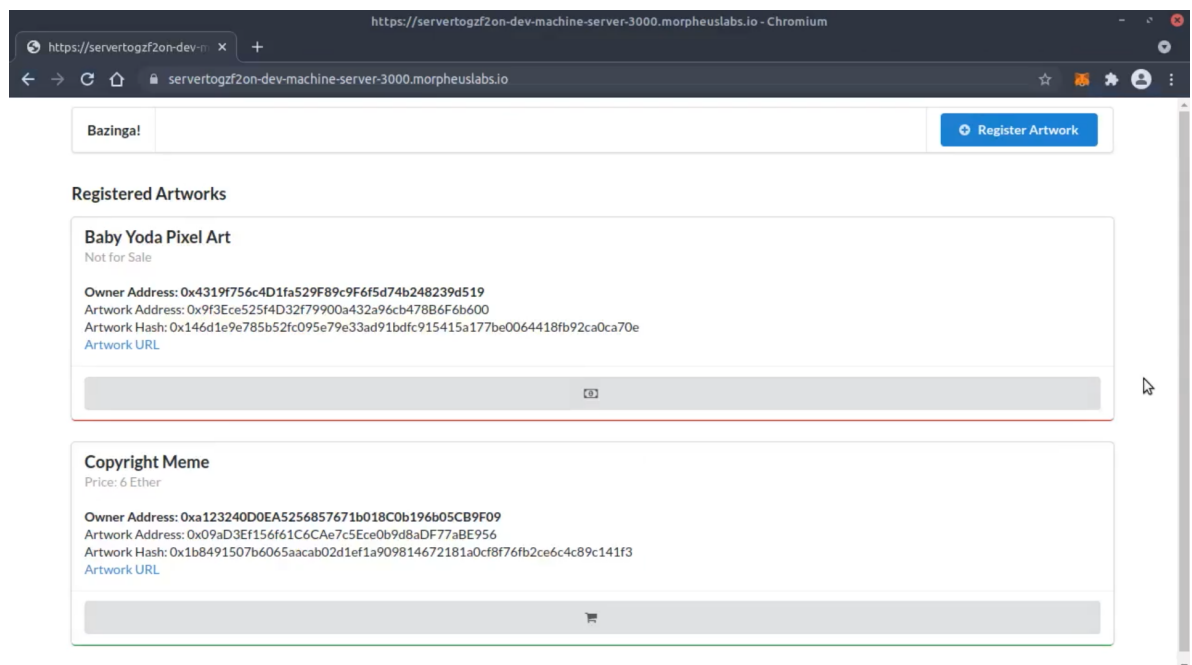 https://servertogzf2on-dev-machine-server-3000.morpheuslabs.io - Chromium
https://servertogzf2on-dev-m
servertogzf2on-dev-machine-server-3000.morpheuslabs.io
Bazinga!
Register Artwork
Registered Artworks
Baby Yoda Pixel Art
Not for Sale
Owner Address: 0x4319f756c4D1fa529F89c9F6f5d74b248239d519
Artwork Address: 0x9f3Ece525f4D32f79900a432a96cb478B6F6b600
Artwork Hash: 0x146d1e9e785b52fc095e79e33ad91bdfc915415a177be0064418fb92ca0ca70e
Artwork URL
Copyright Meme
Price: 6 Ether
Owner Address: 0xa123240D0EA5256857671b018C0b196b05CB9F09
Artwork Address: 0x09aD3Ef156f61C6CAe7c5Ece0b9d8aDF77aBE956
Artwork Hash: 0x1b8491507b6065aacab02d1ef1a909814672181a0cf8f76fb2ce6c4c89c141f3
Artwork URL